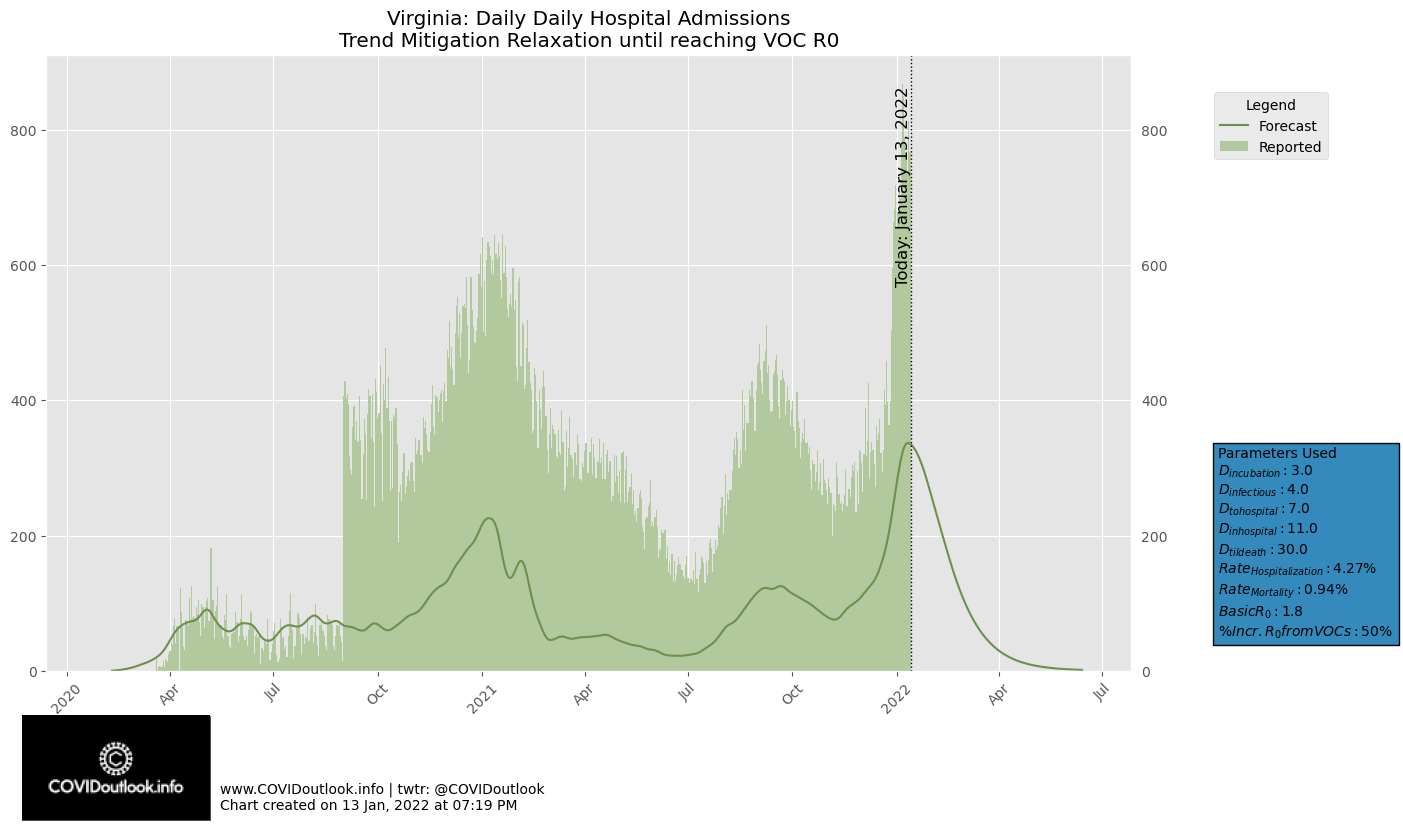 Virginia: Daily Daily Hospital Admissions
Trend Mitigation Relaxation until reaching VOC R0
800
600
400
200
0
800
600
400
200
0
2020
Apr
Jul
Oct
2021
Apr
Jul
Oct
2022
Apr
Jul
Today: January 13, 2022
Legend
Forecast
Reported
Parameters Used
D_incubation : 3.0
D_infectious : 4.0
D_tohospital : 7.0
D_inhospital : 11.0
D_tildeath : 30.0
Rate_Hospitalization : 4.27%
Rate_Mortality : 0.94%
BasicR_0 : 1.8
%Incr.R_0fromVOCs : 50%
COVIDoutlook.info
www.COVIDoutlook.info | twtr: @COVIDoutlook
Chart created on 13 Jan, 2022 at 07:19 PM